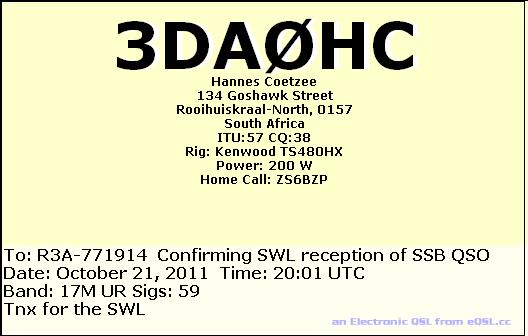 3DAØHC
Hannes Coetzee
134 Goshawk Street
Rooihuiskraal-North, 0157
South Africa
ITU:57 CQ:38
Rig: Kenwood TS480HX
Power: 200 W
Home Call: ZS6BZP
To: R3A-771914 Confirming SWL reception of SSB QSO
Date: October 21, 2011 Time: 20:01 UTC
Band: 17M UR Sigs: 59
Tnx for the SWL
an Electronic QSL from eQSL.cc